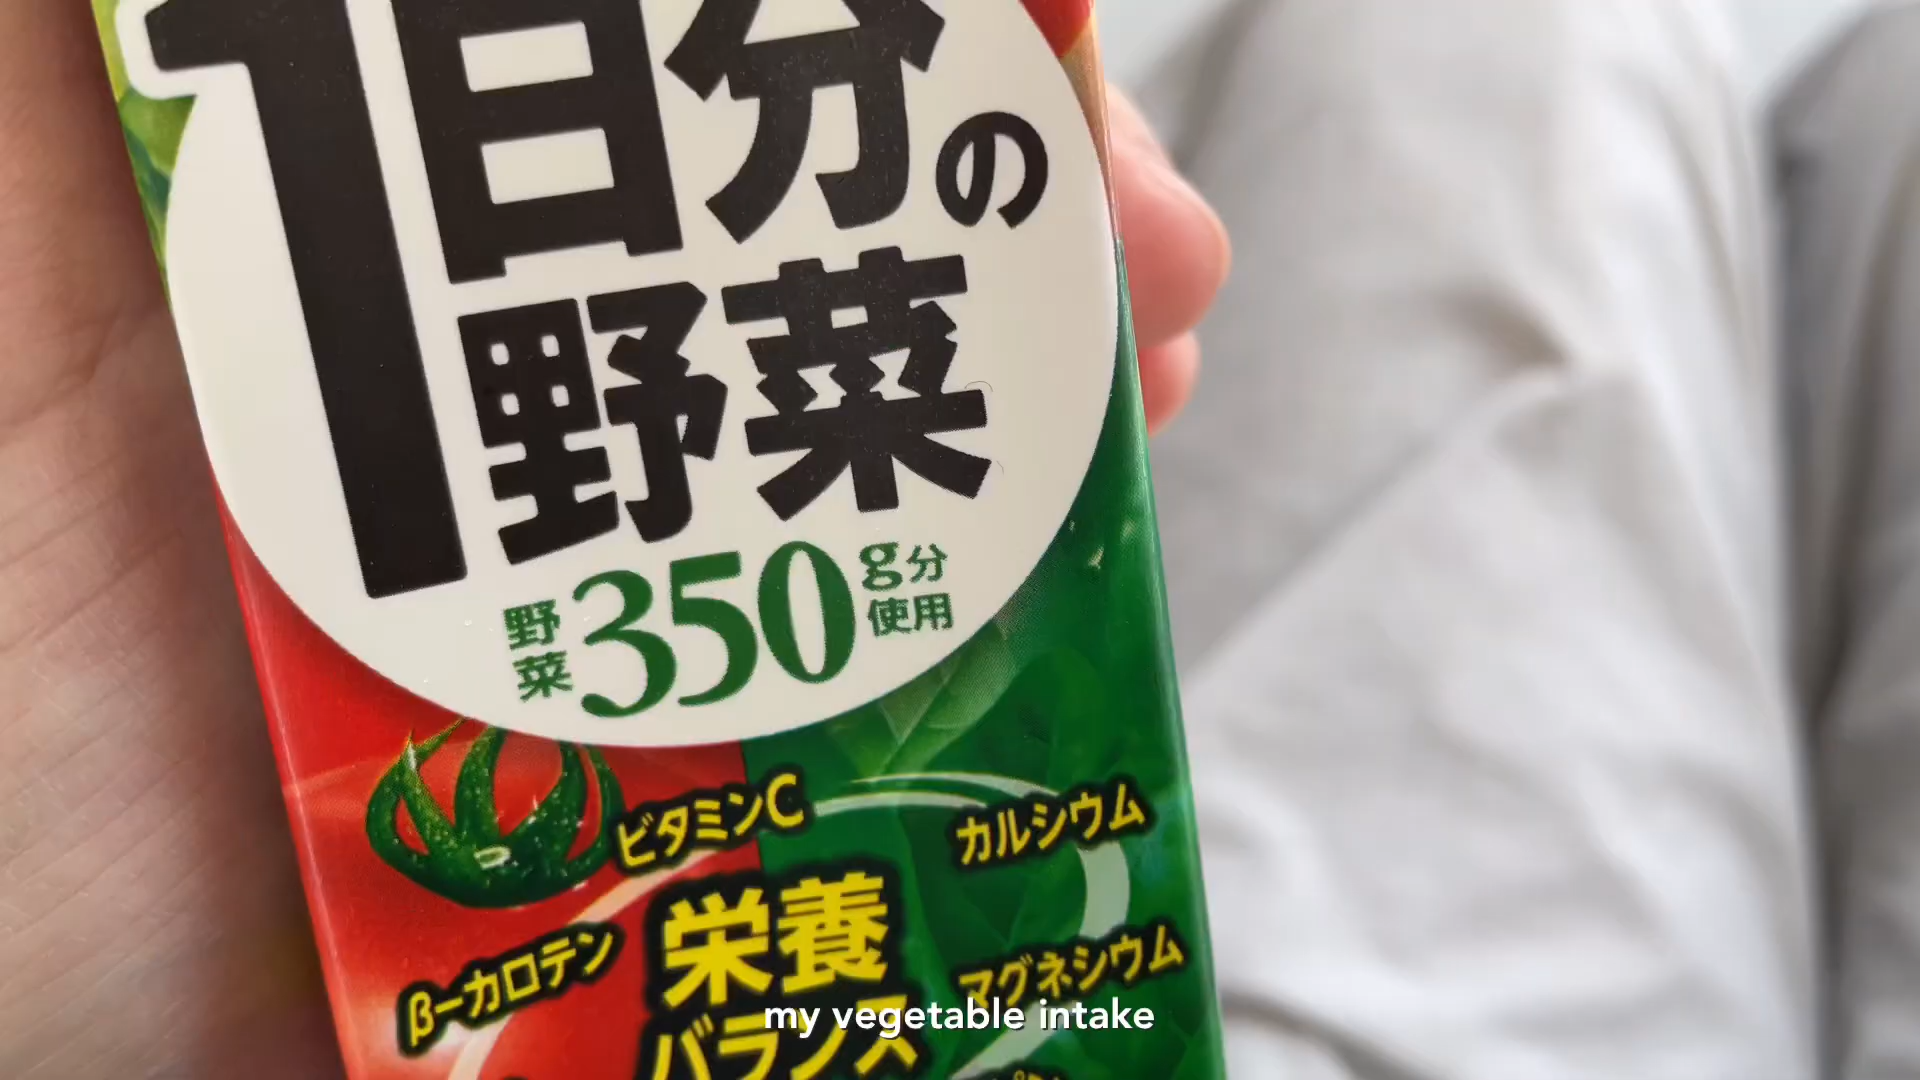 1日分の
野菜
野菜350g分使用
ビタミンC
カルシウム
β-カロテン
栄養
マグネシウム
バランス
my vegetable intake